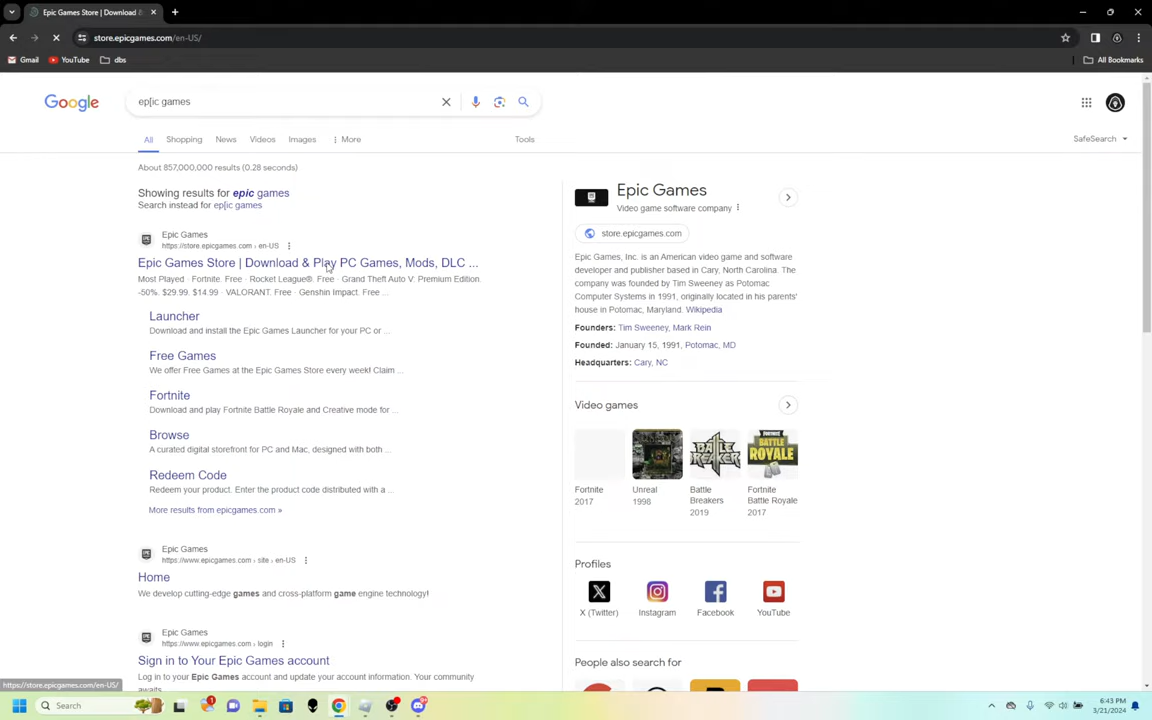 Epic Games Store | Download &
store.epicgames.com/en-US/
Gmail YouTube dbs All Bookmarks
Google ep[ic games
All Shopping News Videos Images More Tools SafeSearch
About 857,000,000 results (0.28 seconds)
Showing results for epic games
Search instead for ep[ic games
Epic Games
https://store.epicgames.com › en-US
Epic Games Store | Download & Play PC Games, Mods, DLC ...
Most Played · Fortnite. Free · Rocket League®. Free · Grand Theft Auto V: Premium Edition.
-50%. $29.99. $14.99 · VALORANT. Free · Genshin Impact. Free ...
Launcher
Download and install the Epic Games Launcher for your PC or ...
Free Games
We offer Free Games at the Epic Games Store every week! Claim ...
Fortnite
Download and play Fortnite Battle Royale and Creative mode for ...
Browse
A curated digital storefront for PC and Mac, designed with both ...
Redeem Code
Redeem your product. Enter the product code distributed with a ...
More results from epicgames.com »
Epic Games
https://www.epicgames.com › site › en-US
Home
We develop cutting-edge games and cross-platform game engine technology!
Epic Games
https://www.epicgames.com › login
Sign in to Your Epic Games account
Log in to your Epic Games account and update your account information. Your community
awaits.
Epic Games
Video game software company
store.epicgames.com
Epic Games, Inc. is an American video game and software
developer and publisher based in Cary, North Carolina. The
company was founded by Tim Sweeney as Potomac
Computer Systems in 1991, originally located in his parents'
house in Potomac, Maryland. Wikipedia
Founders: Tim Sweeney, Mark Rein
Founded: January 15, 1991, Potomac, MD
Headquarters: Cary, NC
Video games
BATTLE BREAKER
FORTNITE BATTLE ROYALE
Fortnite
2017
Unreal
1998
Battle
Breakers
2019
Fortnite
Battle Royale
2017
Profiles
X (Twitter) Instagram Facebook YouTube
People also search for
https://store.epicgames.com/en-US/
Search
6:43 PM
3/21/2024